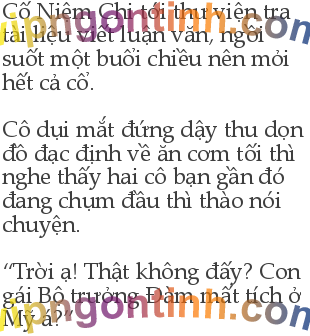 Cố Niệm Chi tới thư viện tra
tài liệu viết luận văn, ngồi
suốt một buổi chiều nên mỏi
hết cả cổ.
Cô dụi mắt đứng dậy thu dọn
đồ đạc định về ăn cơm tối thì
nghe thấy hai cô bạn gần đó
đang chụm đầu thì thào nói
chuyện.
“Trời ạ! Thật không đấy? Con
gái Bộ trưởng Đàm mất tích ở
Mỹ á?”